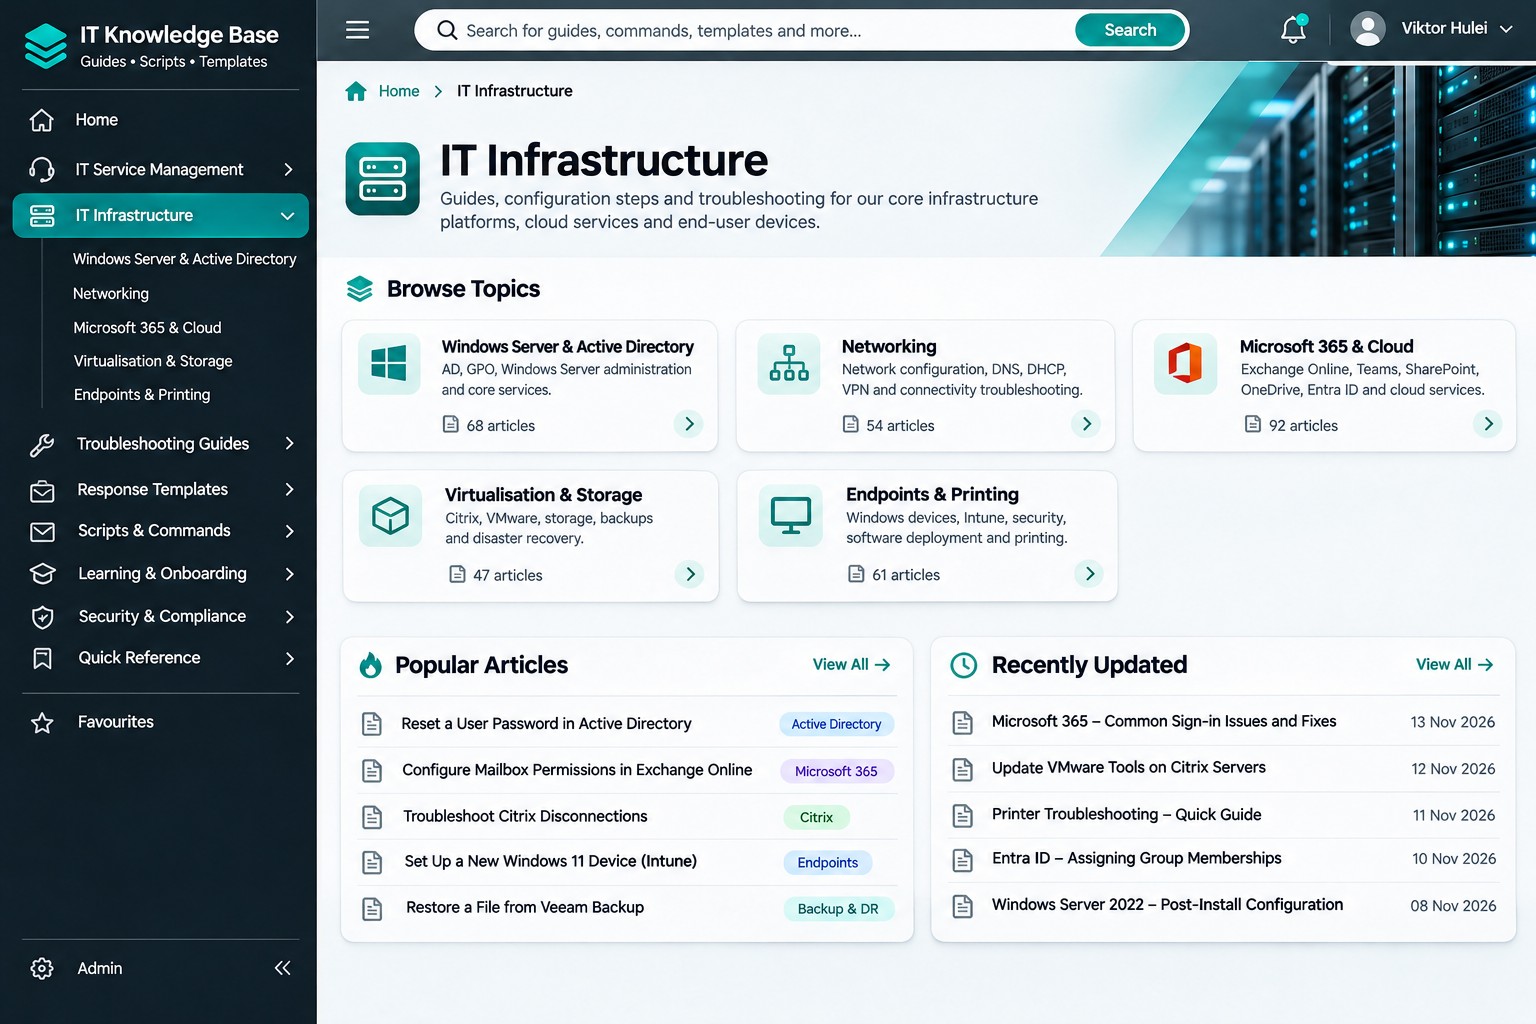 IT Knowledge Base
Guides • Scripts • Templates
Home
IT Service Management
IT Infrastructure
Windows Server & Active Directory
Networking
Microsoft 365 & Cloud
Virtualisation & Storage
Endpoints & Printing
Troubleshooting Guides
Response Templates
Scripts & Commands
Learning & Onboarding
Security & Compliance
Quick Reference
Favourites
Admin
Search for guides, commands, templates and more...
Search
Viktor Hulei
Home > IT Infrastructure
IT Infrastructure
Guides, configuration steps and troubleshooting for our core infrastructure
platforms, cloud services and end-user devices.
Browse Topics
Windows Server & Active Directory
AD, GPO, Windows Server administration
and core services.
68 articles
Networking
Network configuration, DNS, DHCP,
VPN and connectivity troubleshooting.
54 articles
Microsoft 365 & Cloud
Exchange Online, Teams, SharePoint,
OneDrive, Entra ID and cloud services.
92 articles
Virtualisation & Storage
Citrix, VMware, storage, backups
and disaster recovery.
47 articles
Endpoints & Printing
Windows devices, Intune, security,
software deployment and printing.
61 articles
Popular Articles
View All →
Reset a User Password in Active Directory
Active Directory
Configure Mailbox Permissions in Exchange Online
Microsoft 365
Troubleshoot Citrix Disconnections
Citrix
Set Up a New Windows 11 Device (Intune)
Endpoints
Restore a File from Veeam Backup
Backup & DR
Recently Updated
View All →
Microsoft 365 – Common Sign-in Issues and Fixes
13 Nov 2026
Update VMware Tools on Citrix Servers
12 Nov 2026
Printer Troubleshooting – Quick Guide
11 Nov 2026
Entra ID – Assigning Group Memberships
10 Nov 2026
Windows Server 2022 – Post-Install Configuration
08 Nov 2026